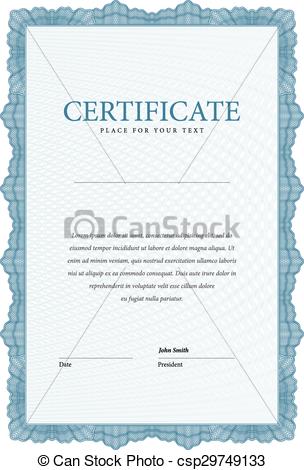 CERTIFICATE
PLACE FOR YOUR TEXT
© Can Stock Photo
Lorem ipsum dolor sit amet, consectetur adipisicing elit, sed do
eiusmod tempor incididunt ut labore et dolore magna aliqua.
Ut enim ad minim veniam, quis nostrud exercitation ullamco laboris nisi
ut aliquip ex ea commodo consequat. Duis aute irure dolor in
reprehenderit in voluptate velit esse cillum dolore
eu fugiat nulla pariatur.
John Smith
Date
President
© Can Stock Photo - csp29749133